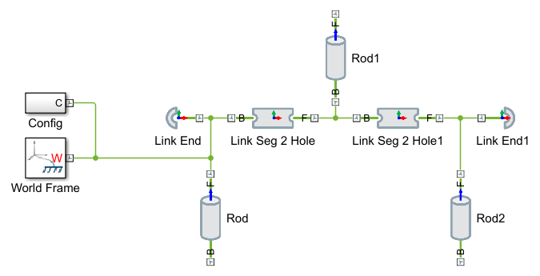 F
Rod1
B
C
Config
Link End
B
F
Link Seg 2 Hole
B
F
Link Seg 2 Hole1
Link End1
W
World Frame
F
Rod
B
F
Rod2
B